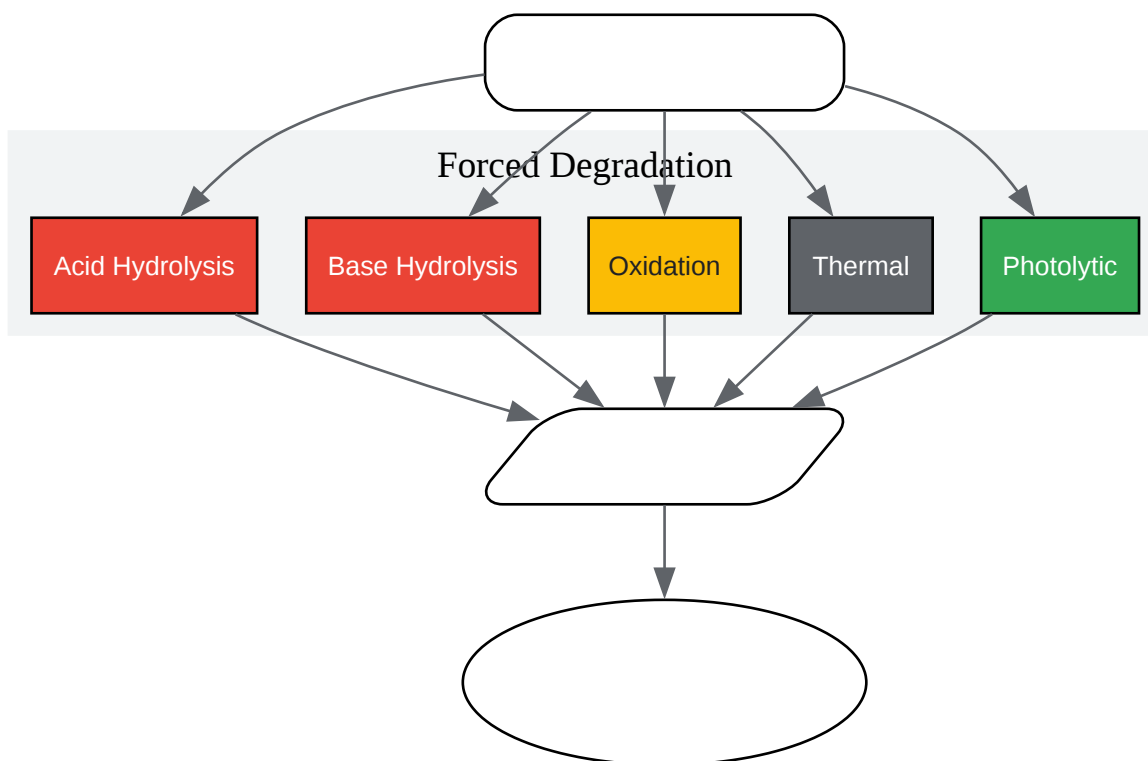 Forced Degradation
Acid Hydrolysis
Base Hydrolysis
Oxidation
Thermal
Photolytic